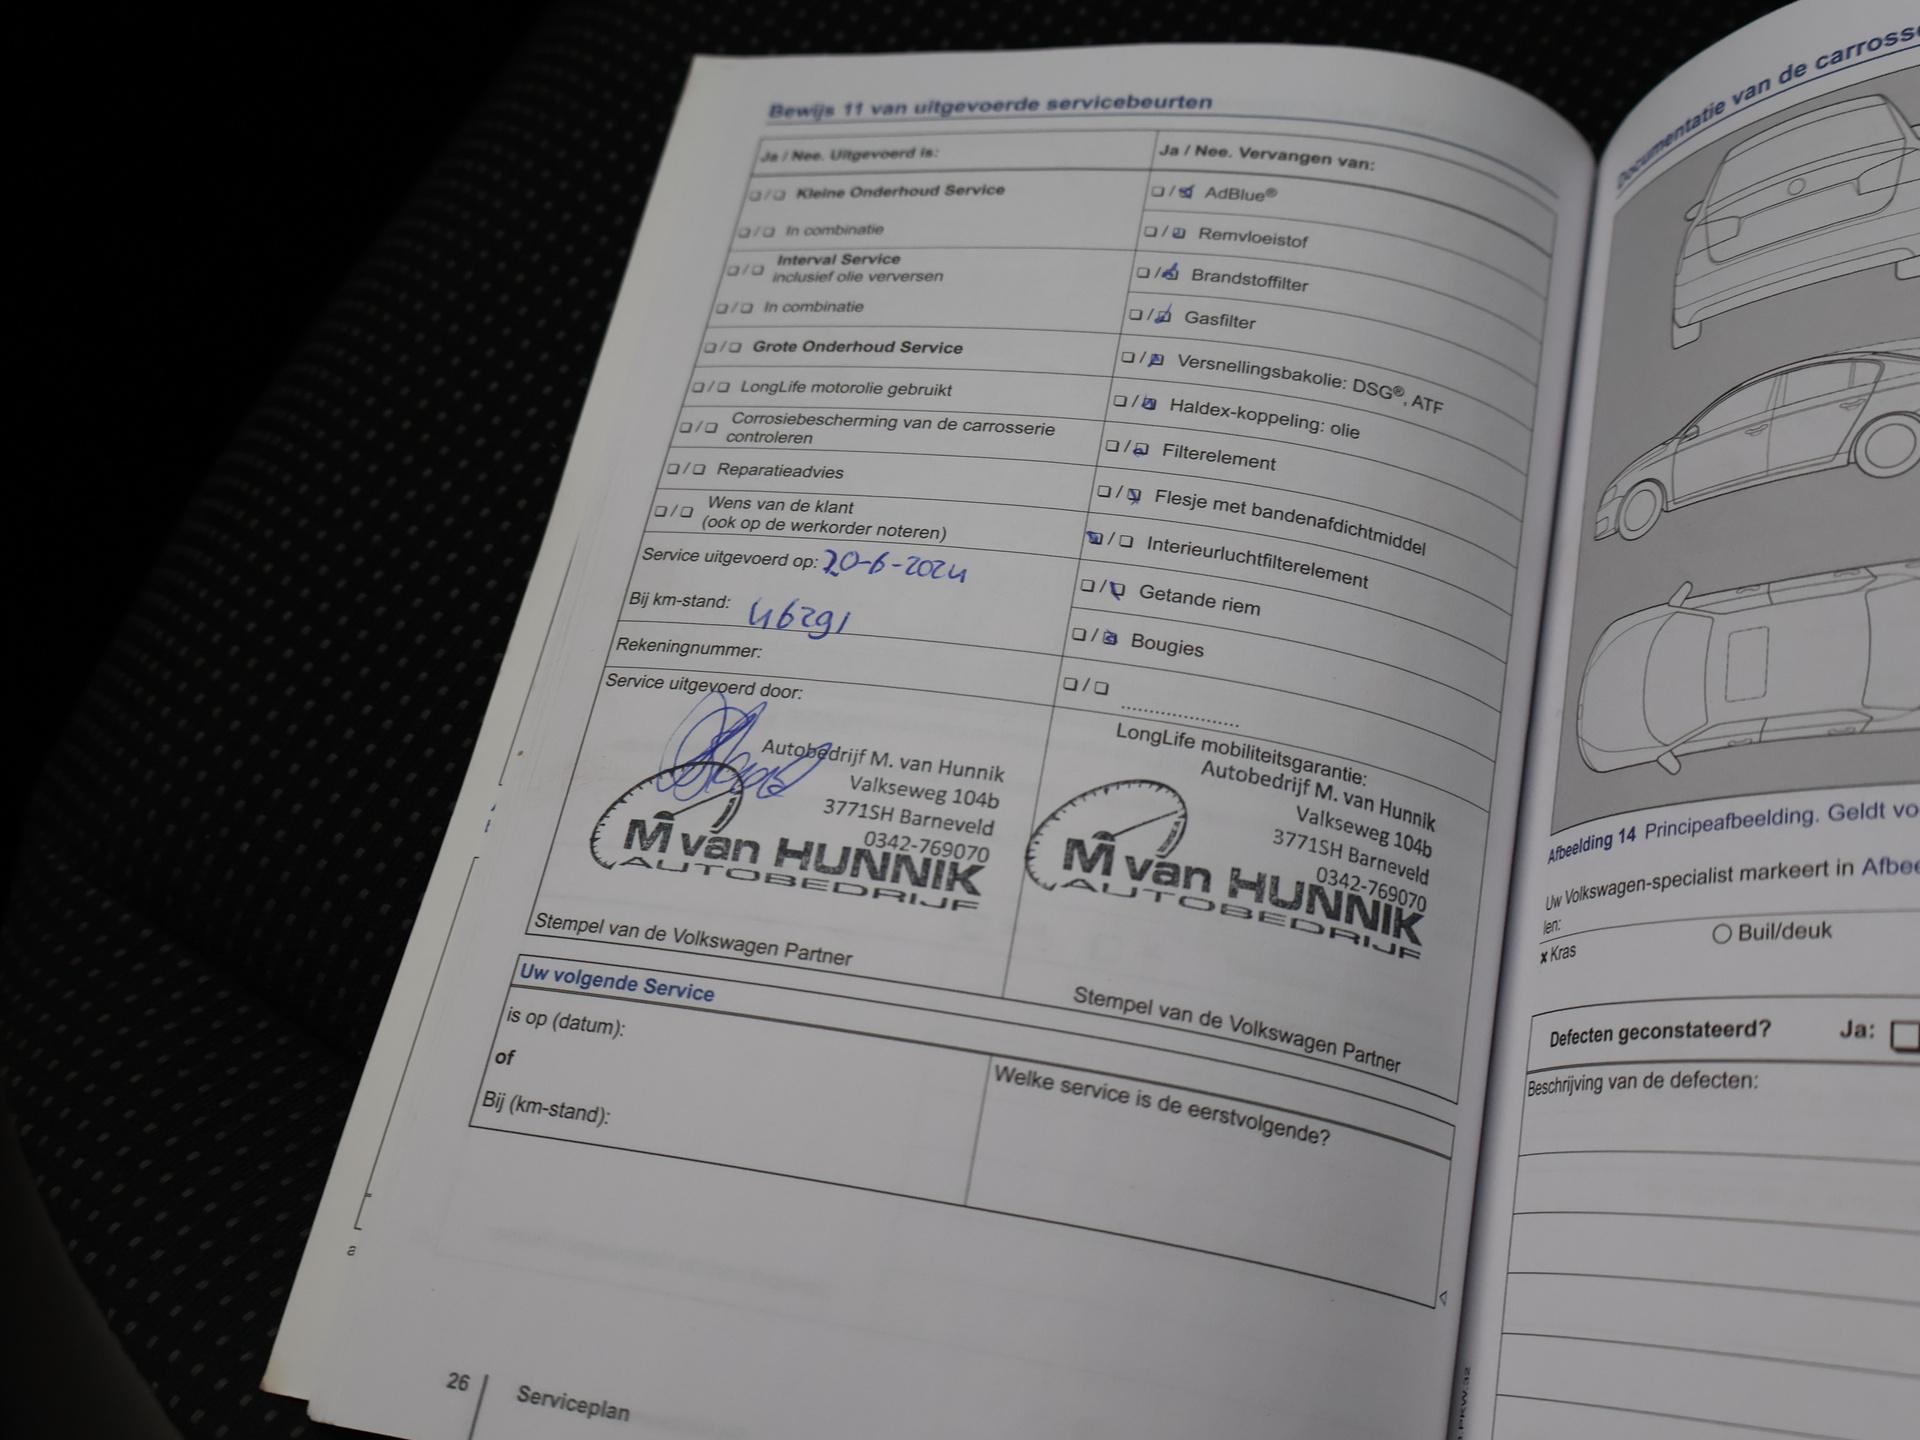 Bewijs 11 van uitgevoerde servicebeurten
Ja / Nee. Uitgevoerd is:
❑ / ❑ Kleine Onderhoud Service
❑ / ❑ In combinatie
❑ / ❑ Interval Service
inclusief olie verversen
❑ / ❑ In combinatie
❑ / ❑ Grote Onderhoud Service
❑ / ❑ LongLife motorolie gebruikt
❑ / ❑ Corrosiebescherming van de carrosserie
controleren
❑ / ❑ Reparatieadvies
❑ / ❑ Wens van de klant
(ook op de werkorder noteren)
Service uitgevoerd op: 20-6-2024
Bij km-stand: 46291
Rekeningnummer:
Service uitgevoerd door:
Autobedrijf M. van Hunnik
Valkseweg 104b
3771SH Barneveld
0342-769070
M van HUNNIK
AUTOBEDRIJF
Stempel van de Volkswagen Partner
Ja / Nee. Vervangen van:
❑ / ❑ AdBlue®
❑ / ❑ Remvloeistof
❑ / ❑ Brandstoffilter
❑ / ❑ Gasfilter
❑ / ❑ Versnellingsbakolie: DSG®, ATF
❑ / ❑ Haldex-koppeling: olie
❑ / ❑ Filterelement
❑ / ❑ Flesje met bandenafdichtmiddel
❑ / ❑ Interieurluchtfilterelement
❑ / ❑ Getande riem
❑ / ❑ Bougies
❑ / ❑ ....................
LongLife mobiliteitsgarantie:
Autobedrijf M. van Hunnik
Valkseweg 104b
3771SH Barneveld
0342-769070
M van HUNNIK
AUTOBEDRIJF
Stempel van de Volkswagen Partner
Uw volgende Service
is op (datum):
of
Bij (km-stand):
Welke service is de eerstvolgende?
26
Serviceplan
a
Documentatie van de carrosse
Afbeelding 14 Principeafbeelding. Geldt vo
Uw Volkswagen-specialist markeert in Afbee
len:
x Kras
Buil/deuk
Defecten geconstateerd? Ja: ❑
Beschrijving van de defecten: